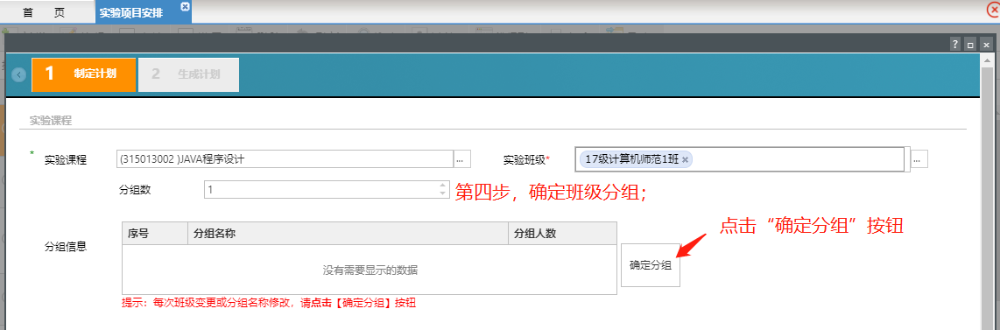 首 页
实验项目安排
1 制定计划
2 生成计划
实验课程
* 实验课程 (315013002 )JAVA程序设计 ... 实验班级* 17级计算机师范1班 × ...
分组数 1 第四步，确定班级分组；
点击“确定分组”按钮
分组信息
序号 分组名称 分组人数
没有需要显示的数据
确定分组
提示：每次班级变更或分组名称修改，请点击【确定分组】按钮